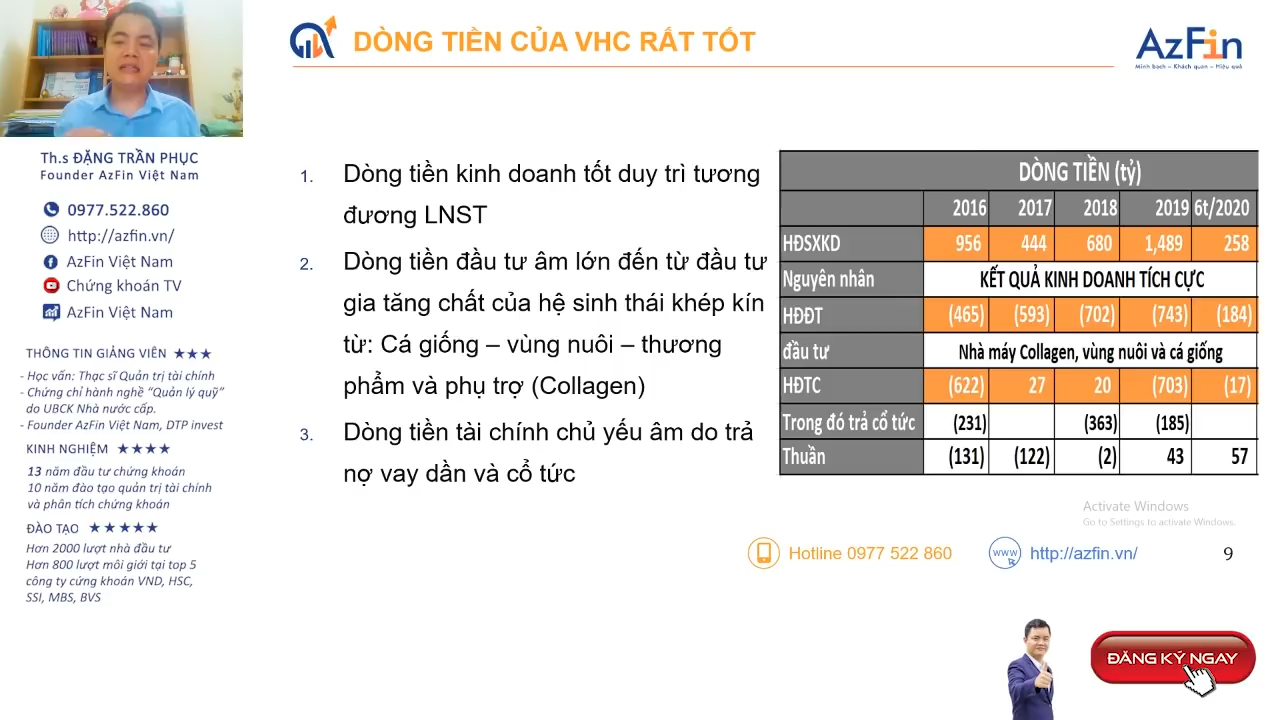 DÒNG TIỀN CỦA VHC RẤT TỐT
AzFin
Minh bạch – Khách quan – Hiệu quả
Th.s ĐẶNG TRẦN PHỤC
Founder AzFin Việt Nam
0977.522.860
http://azfin.vn/
AzFin Việt Nam
Chứng khoán TV
AzFin Việt Nam
THÔNG TIN GIẢNG VIÊN ★★★
- Học vấn: Thạc sĩ Quản trị tài chính
- Chứng chỉ hành nghề “Quản lý quỹ”
do UBCK Nhà nước cấp.
- Founder AzFin Việt Nam, DTP invest
KINH NGHIỆM ★★★★
13 năm đầu tư chứng khoán
10 năm đào tạo quản trị tài chính
và phân tích chứng khoán
ĐÀO TẠO ★★★★★
Hơn 2000 lượt nhà đầu tư
Hơn 800 lượt môi giới tại top 5
công ty cứng khoán VND, HSC,
SSI, MBS, BVS
1. Dòng tiền kinh doanh tốt duy trì tương
đương LNST
2. Dòng tiền đầu tư âm lớn đến từ đầu tư
gia tăng chất của hệ sinh thái khép kín
từ: Cá giống – vùng nuôi – thương
phẩm và phụ trợ (Collagen)
3. Dòng tiền tài chính chủ yếu âm do trả
nợ vay dần và cổ tức
DÒNG TIỀN (tỷ)
2016 2017 2018 2019 6t/2020
HĐSXKD 956 444 680 1,489 258
Nguyên nhân KẾT QUẢ KINH DOANH TÍCH CỰC
HĐĐT (465) (593) (702) (743) (184)
đầu tư Nhà máy Collagen, vùng nuôi và cá giống
HĐTC (622) 27 20 (703) (17)
Trong đó trả cổ tức (231) (363) (185)
Thuần (131) (122) (2) 43 57
Activate Windows
Go to Settings to activate Windows.
Hotline 0977 522 860
www
http://azfin.vn/
9
ĐĂNG KÝ NGAY